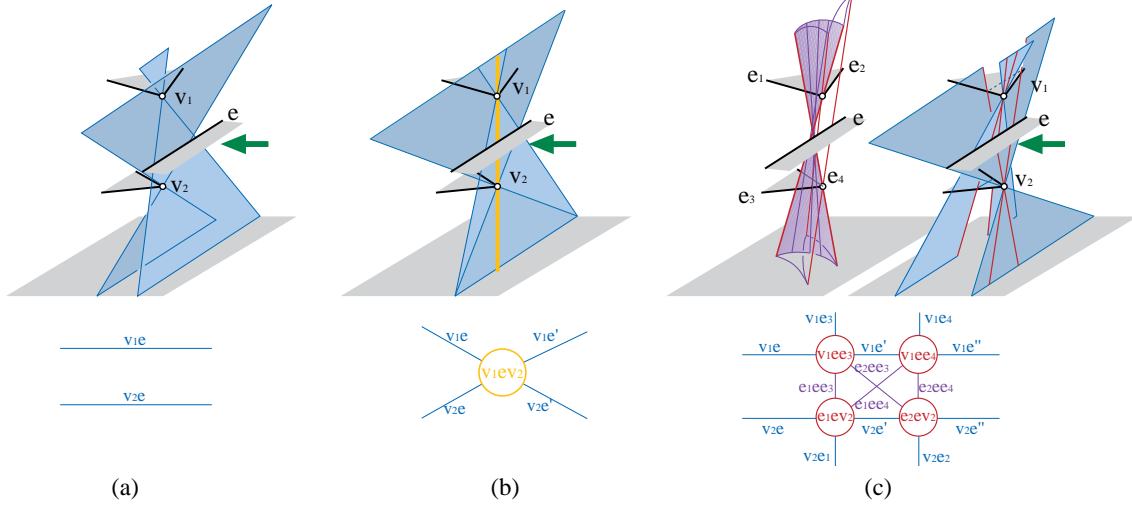 v1
e
v2
v1
e
v2
e1
e2
e
e3
e4
v1
e
v2
v1e
v2e
v1e
v1e'
v1ev2
v2e
v2e'
v1e3
v1e4
v1e
v1ee3
v1e'
v1ee4
v1e"
e2ee3
e1ee3
e2ee4
e1ee4
v2e
e1ev2
v2e'
e2ev2
v2e"
v2e1
v2e2
(a)
(b)
(c)